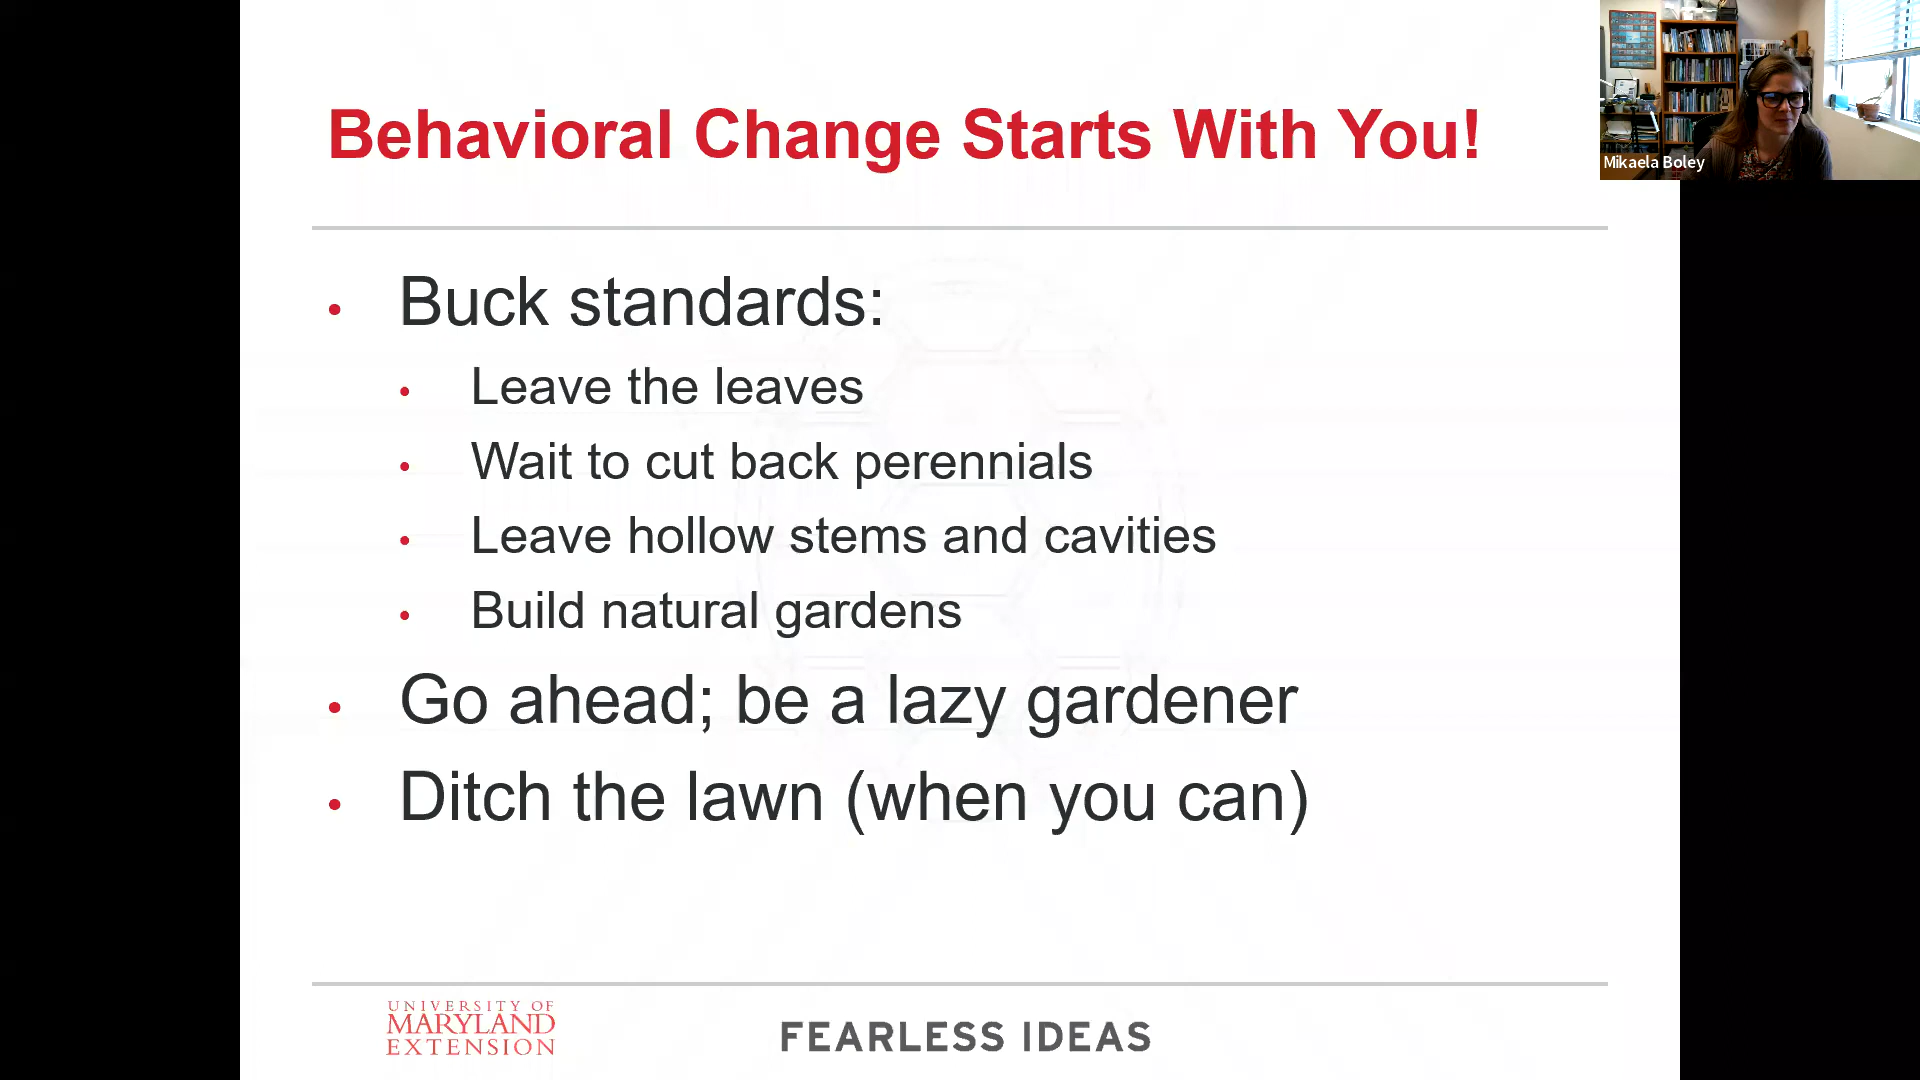 Behavioral Change Starts With You!
Mikaela Boley
• Buck standards:
• Leave the leaves
• Wait to cut back perennials
• Leave hollow stems and cavities
• Build natural gardens
• Go ahead; be a lazy gardener
• Ditch the lawn (when you can)
UNIVERSITY OF
MARYLAND
EXTENSION
FEARLESS IDEAS